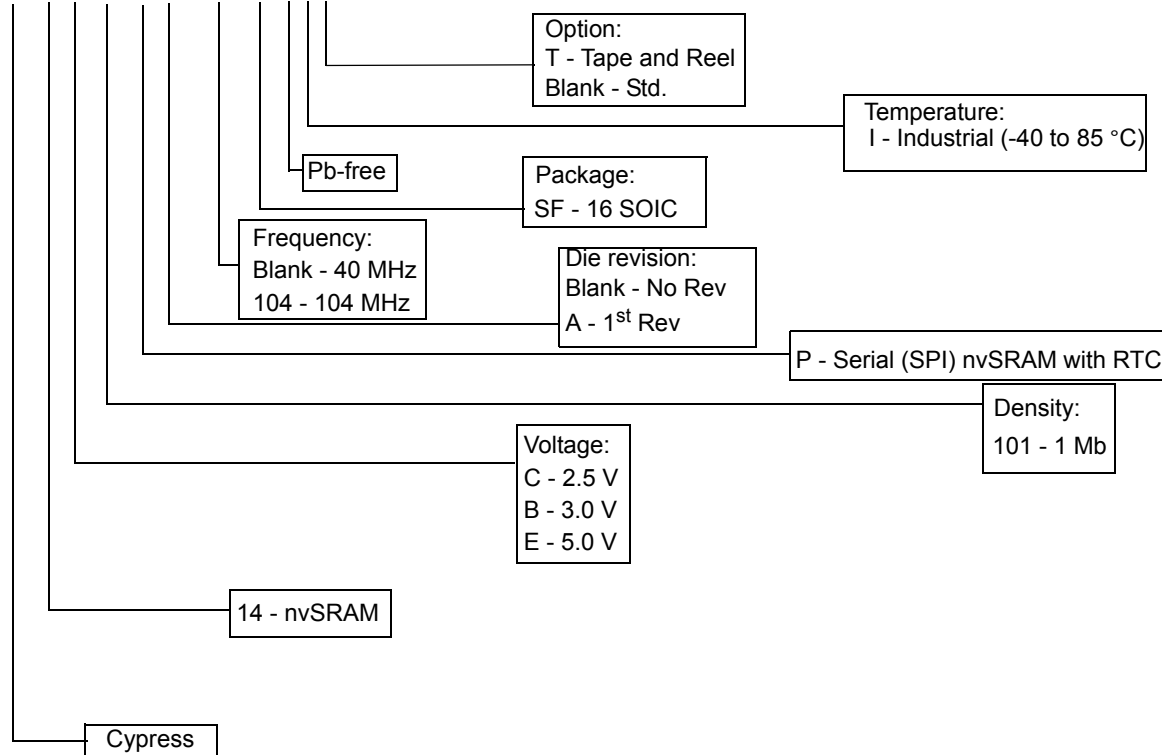 Option:
T - Tape and Reel
Blank - Std.
Temperature:
I - Industrial (-40 to 85 °C)
Pb-free
Package:
SF - 16 SOIC
Frequency:
Blank - 40 MHz
104 - 104 MHz
Die revision:
Blank - No Rev
A - 1st Rev
P - Serial (SPI) nvSRAM with RTC
Density:
101 - 1 Mb
Voltage:
C - 2.5 V
B - 3.0 V
E - 5.0 V
14 - nvSRAM
Cypress